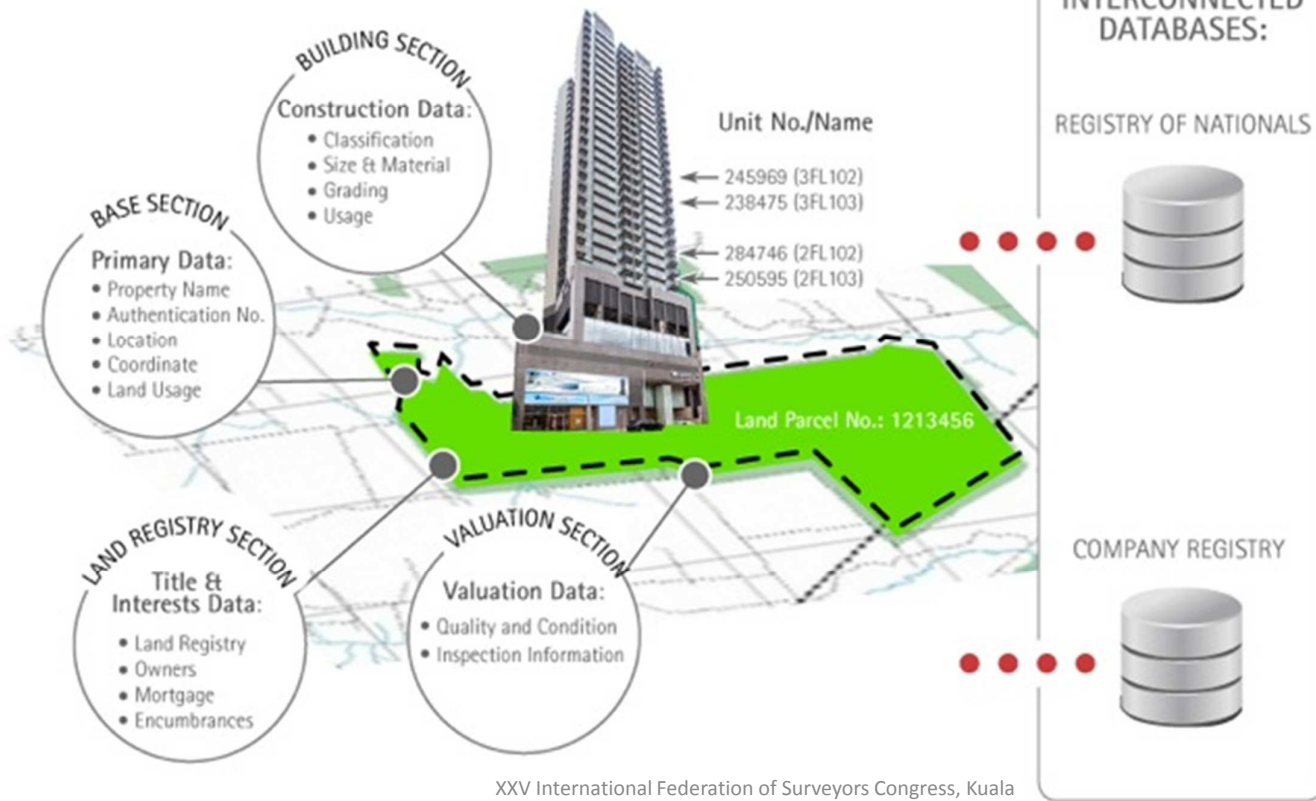 BUILDING SECTION
Construction Data:
• Classification
• Size & Material
• Grading
• Usage
BASE SECTION
Primary Data:
• Property Name
• Authentication No.
• Location
• Coordinate
• Land Usage
Unit No./Name
245969 (3FL102)
238475 (3FL103)
284746 (2FL102)
250595 (2FL103)
Land Parcel No.: 1213456
LAND REGISTRY SECTION
Title &
Interests Data:
• Land Registry
• Owners
• Mortgage
• Encumbrances
VALUATION SECTION
Valuation Data:
• Quality and Condition
• Inspection Information
INTERCONNECTED
DATABASES:
REGISTRY OF NATIONALS
COMPANY REGISTRY
XXV International Federation of Surveyors Congress, Kuala